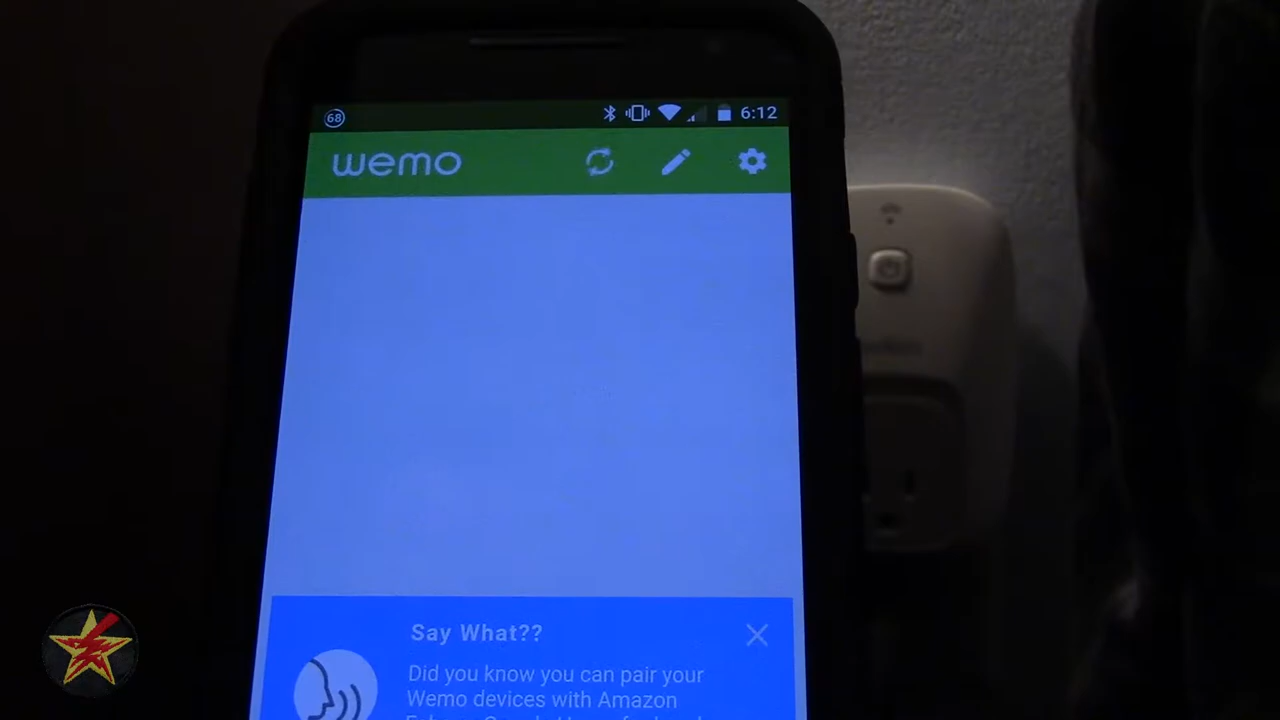 68 6:12
wemo
Say What??
Did you know you can pair your
Wemo devices with Amazon